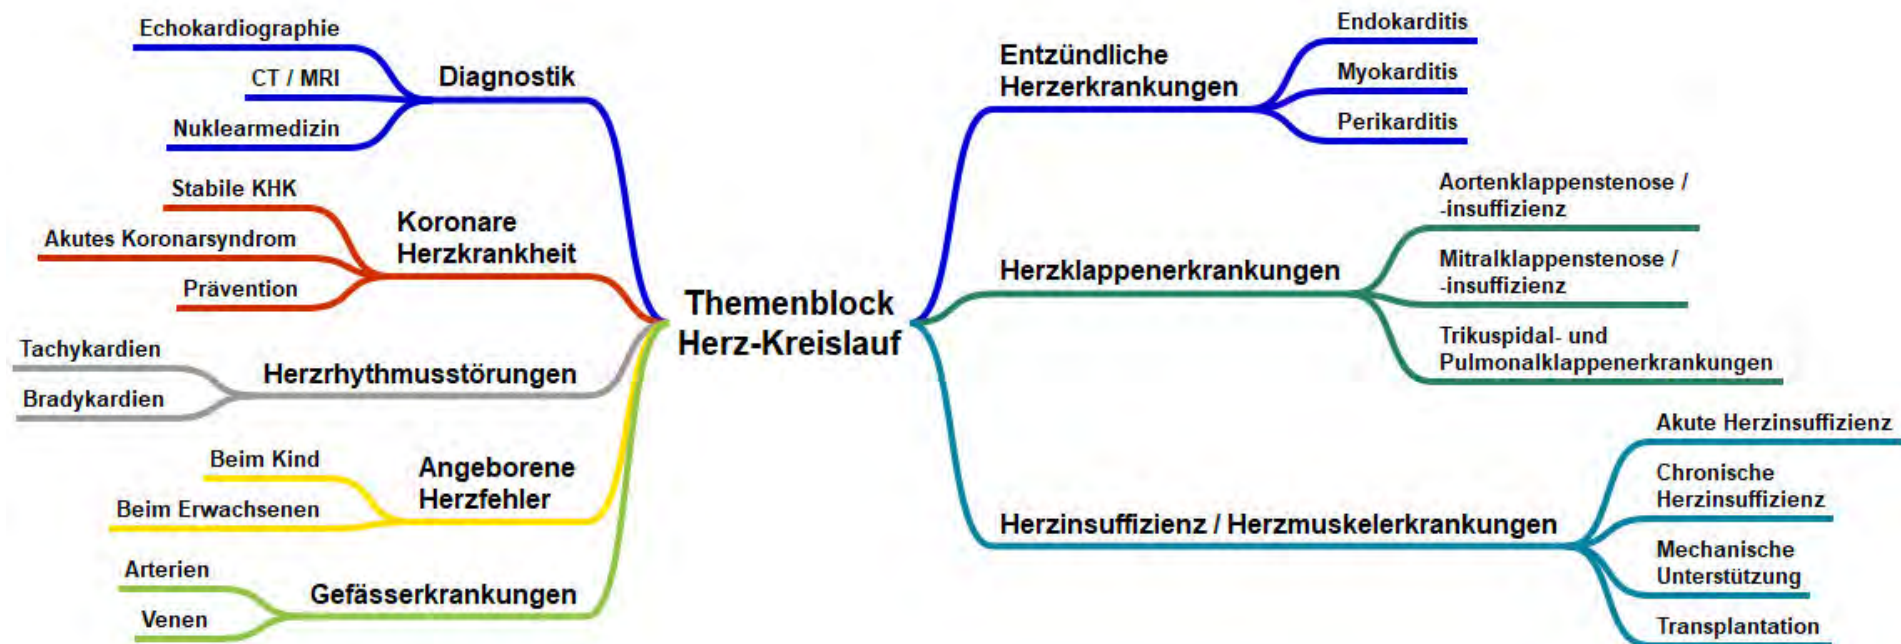 Themenblock
Herz-Kreislauf
Diagnostik
Echokardiographie
CT / MRI
Nuklearmedizin
Koronare
Herzkrankheit
Stabile KHK
Akutes Koronarsyndrom
Prävention
Herzrhythmusstörungen
Tachykardien
Bradykardien
Angeborene
Herzfehler
Beim Kind
Beim Erwachsenen
Gefässerkrankungen
Arterien
Venen
Entzündliche
Herzerkrankungen
Endokarditis
Myokarditis
Perikarditis
Herzklappenerkrankungen
Aortenklappenstenose /
-insuffizienz
Mitralklappenstenose /
-insuffizienz
Trikuspidal- und
Pulmonalklappenerkrankungen
Herzinsuffizienz / Herzmuskelerkrankungen
Akute Herzinsuffizienz
Chronische
Herzinsuffizienz
Mechanische
Unterstützung
Transplantation